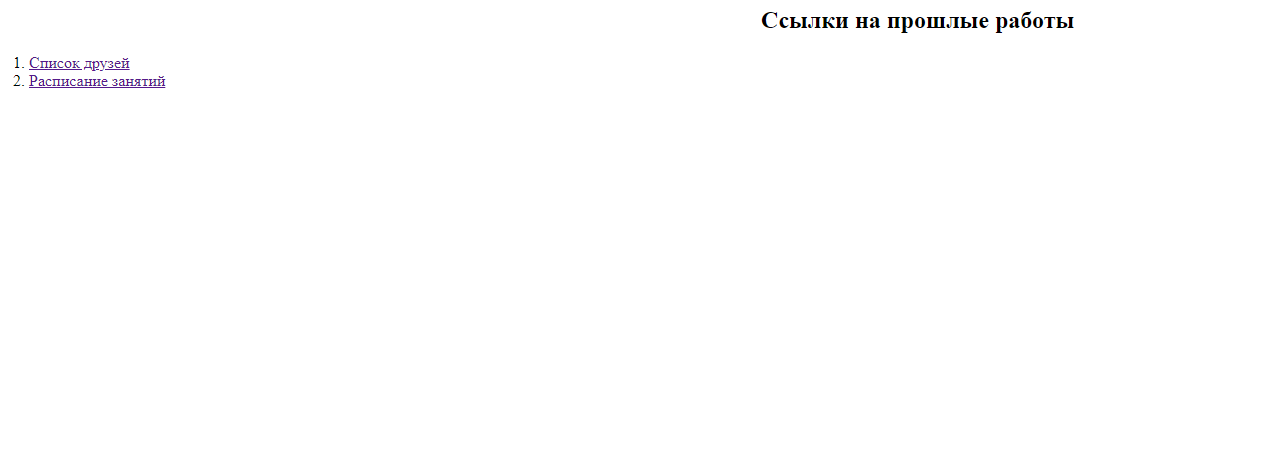 Ссылки на прошлые работы
1. Список друзей
2. Расписание занятий